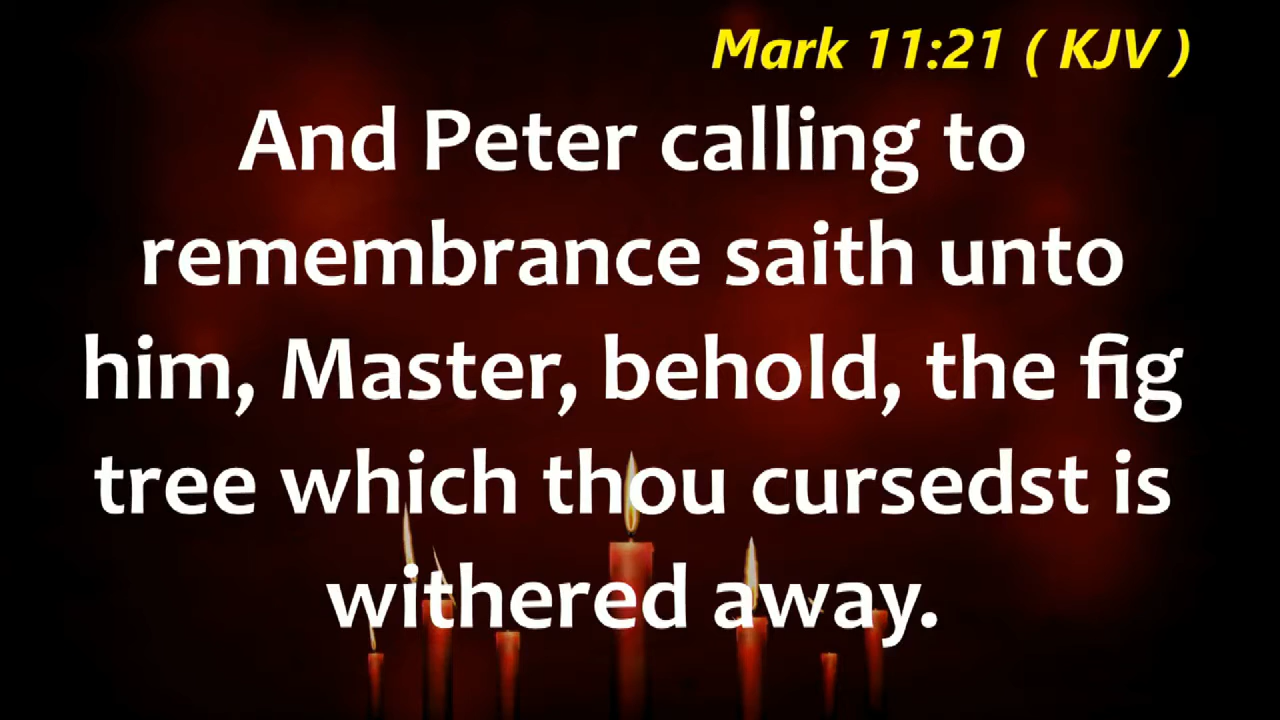 Mark 11:21 ( KJV )
And Peter calling to
remembrance saith unto
him, Master, behold, the fig
tree which thou cursedst is
withered away.